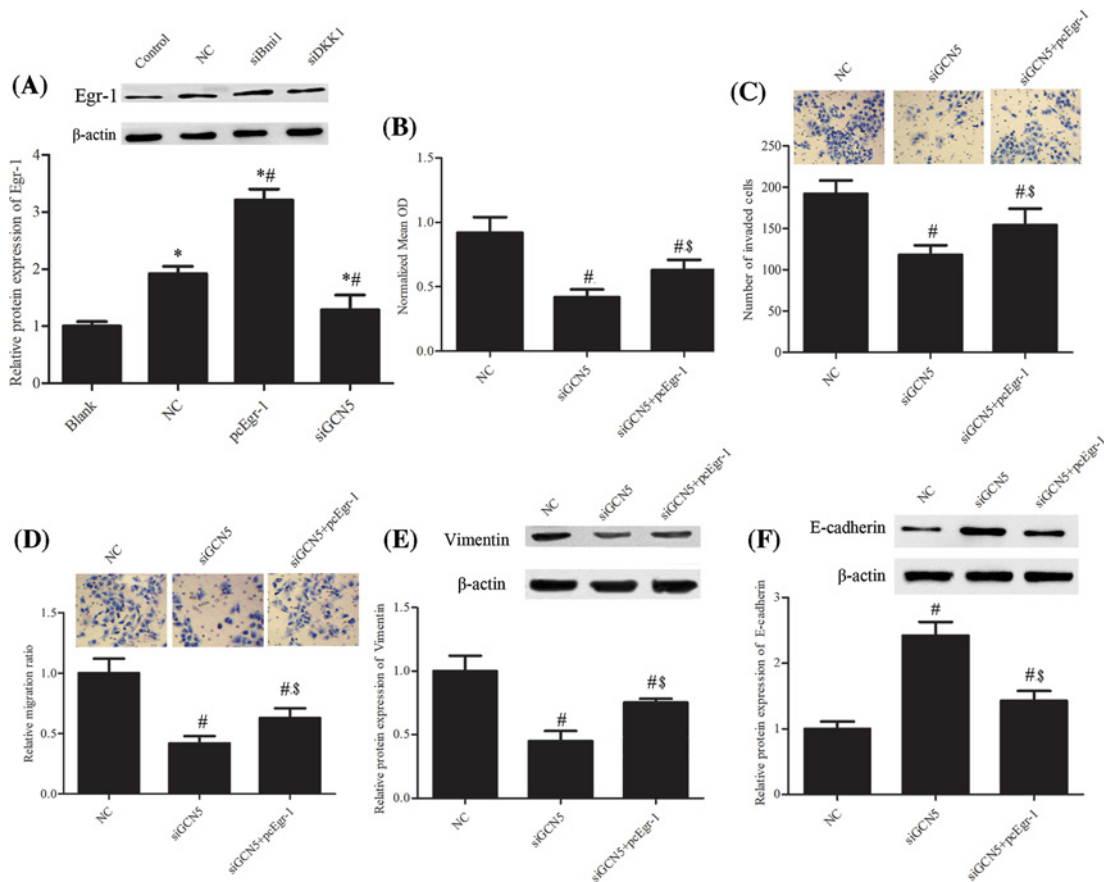 (A)
Control NC siBmi1 siDKK1
Egr-1
β-actin
Relative protein expression of Egr-1
4
3
2
1
0
*
*#
*#
Blank NC pcEgr-1 siGCN5
(B)
Normalized Mean OD
1.5
1.0
0.5
0.0
#
#$
NC siGCN5 siGCN5+pcEgr-1
(C)
NC siGCN5 siGCN5+pcEgr-1
Number of invaded cells
250
200
150
100
50
0
#
#$
NC siGCN5 siGCN5+pcEgr-1
(D)
NC siGCN5 siGCN5+pcEgr-1
Relative migration ratio
1.5
1.0
0.5
0.0
#
#$
NC siGCN5 siGCN5+pcEgr-1
(E)
NC siGCN5 siGCN5+pcEgr-1
Vimentin
β-actin
Relative protein expression of Vimentin
1.5
1.0
0.5
0.0
#
#$
NC siGCN5 siGCN5+pcEgr-1
(F)
NC siGCN5 siGCN5+pcEgr-1
E-cadherin
β-actin
Relative protein expression of E-cadherin
3
2
1
0
#
#$
NC siGCN5 siGCN5+pcEgr-1